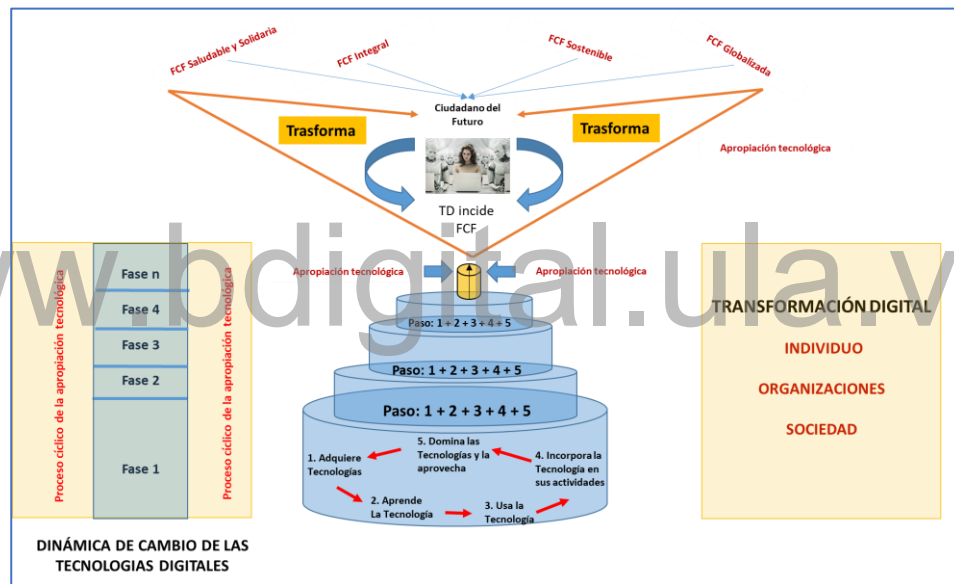 FCF Saludable y Solidaria
FCF Integral
FCF Sostenible
FCF Globalizada
Ciudadano del
Futuro
Trasforma
Trasforma
Apropiación tecnológica
TD incide
FCF
Apropiación tecnológica
Apropiación tecnológica
Proceso cíclico de la apropiación tecnológica
Fase n
Fase 4
Fase 3
Fase 2
Fase 1
Proceso cíclico de la apropiación tecnológica
Paso: 1 + 2 + 3 + 4 + 5
Paso: 1 + 2 + 3 + 4 + 5
Paso: 1 + 2 + 3 + 4 + 5
1. Adquiere
Tecnologías
2. Aprende
La Tecnología
3. Usa la
Tecnología
4. Incorpora la
Tecnología en
sus actividades
5. Domina las
Tecnologías y la
aprovecha
TRANSFORMACIÓN DIGITAL
INDIVIDUO
ORGANIZACIONES
SOCIEDAD
DINÁMICA DE CAMBIO DE LAS
TECNOLOGIAS DIGITALES
www.bdigital.ula.v